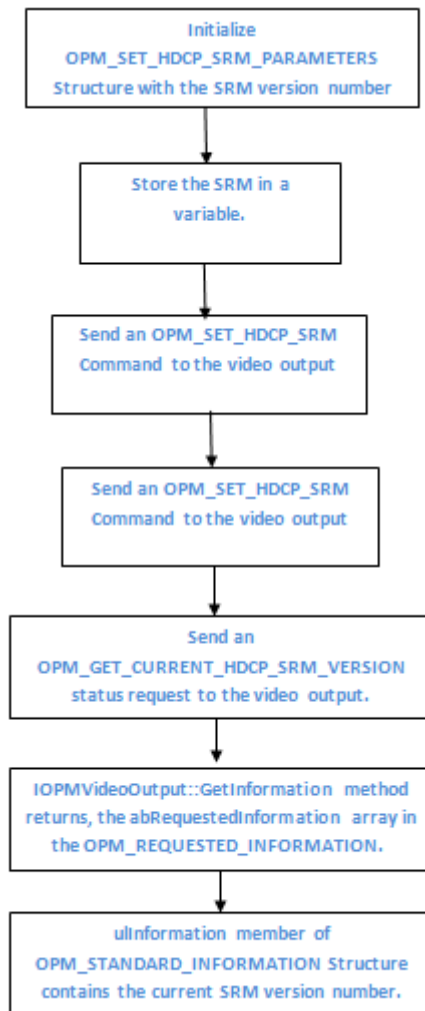 Initialize
OPM_SET_HDCP_SRM_PARAMETERS
Structure with the SRM version number
Store the SRM in a
variable.
Send an OPM_SET_HDCP_SRM
Command to the video output
Send an OPM_SET_HDCP_SRM
Command to the video output
Send an
OPM_GET_CURRENT_HDCP_SRM_VERSION
status request to the video output.
IOPMVideoOutput::GetInformation method
returns, the abRequestedInformation array in
the OPM_REQUESTED_INFORMATION.
ulInformation member of
OPM_STANDARD_INFORMATION Structure
contains the current SRM version number.